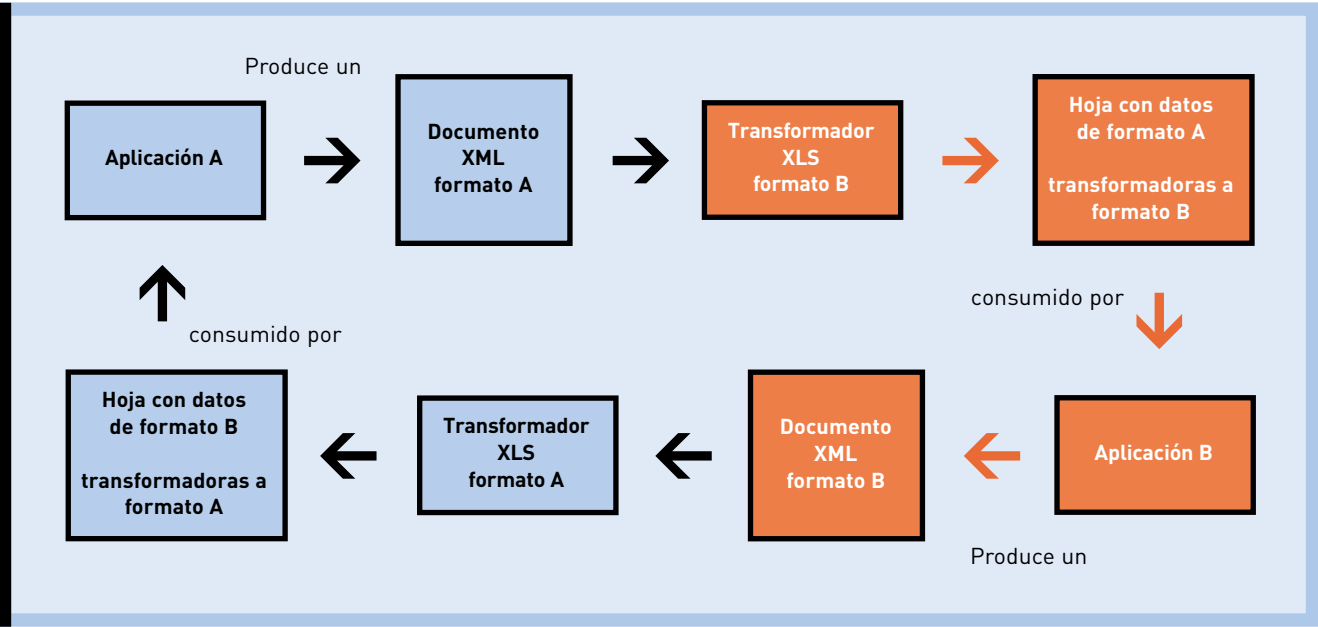 Produce un
Aplicación A
Documento
XML
formato A
Transformador
XLS
formato B
Hoja con datos
de formato A
transformadoras a
formato B
consumido por
consumido por
Hoja con datos
de formato B
transformadoras a
formato A
Transformador
XLS
formato A
Documento
XML
formato B
Aplicación B
Produce un